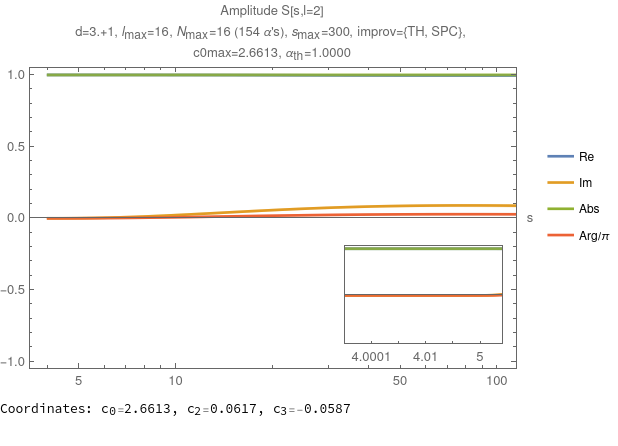 Amplitude S[s,l=2]
d=3.+1, lmax=16, Nmax=16 (154 α's), smax=300, improv={TH, SPC},
c0max=2.6613, αth=1.0000
1.0
0.5
0.0
-0.5
-1.0
5
10
50
100
s
Re
Im
Abs
Arg/π
4.0001
4.01
5
Coordinates: c0=2.6613, c2=0.0617, c3=-0.0587